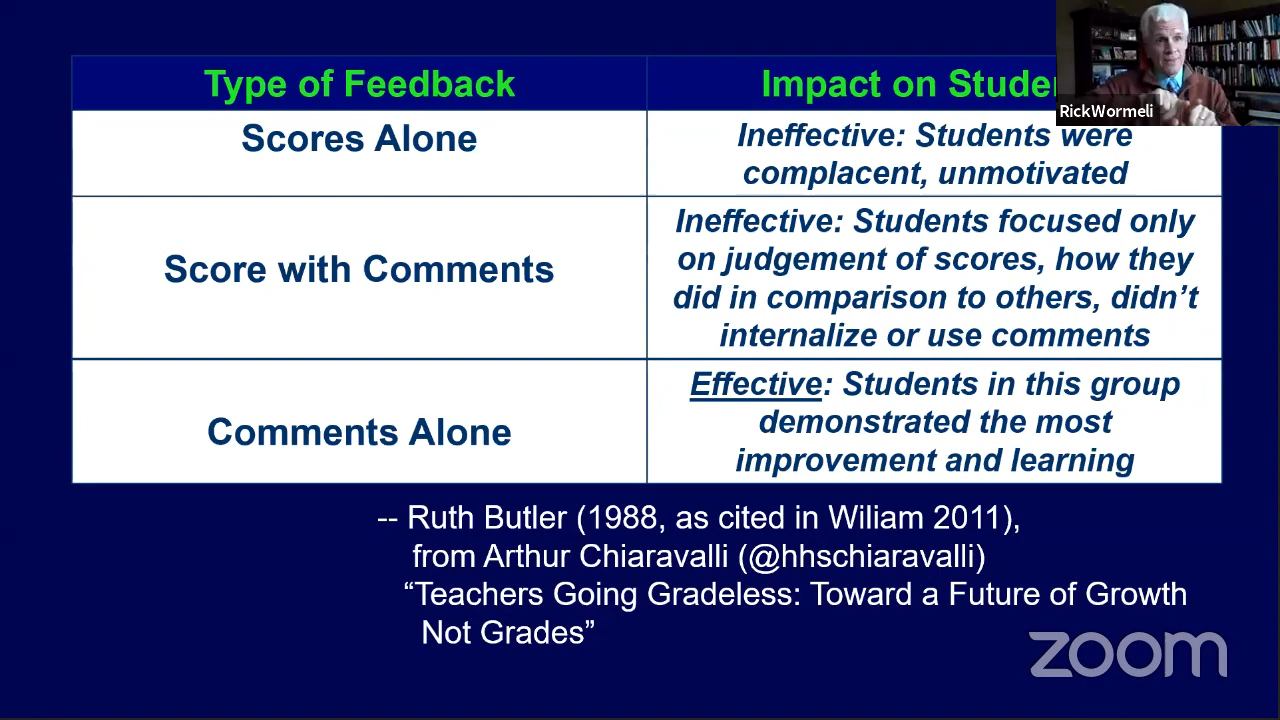 Type of Feedback
Impact on Stude
RickWormeli
Scores Alone
Ineffective: Students were
complacent, unmotivated
Score with Comments
Ineffective: Students focused only
on judgement of scores, how they
did in comparison to others, didn’t
internalize or use comments
Comments Alone
Effective: Students in this group
demonstrated the most
improvement and learning
-- Ruth Butler (1988, as cited in Wiliam 2011),
from Arthur Chiaravalli (@hhschiaravalli)
“Teachers Going Gradeless: Toward a Future of Growth
Not Grades”
zoom